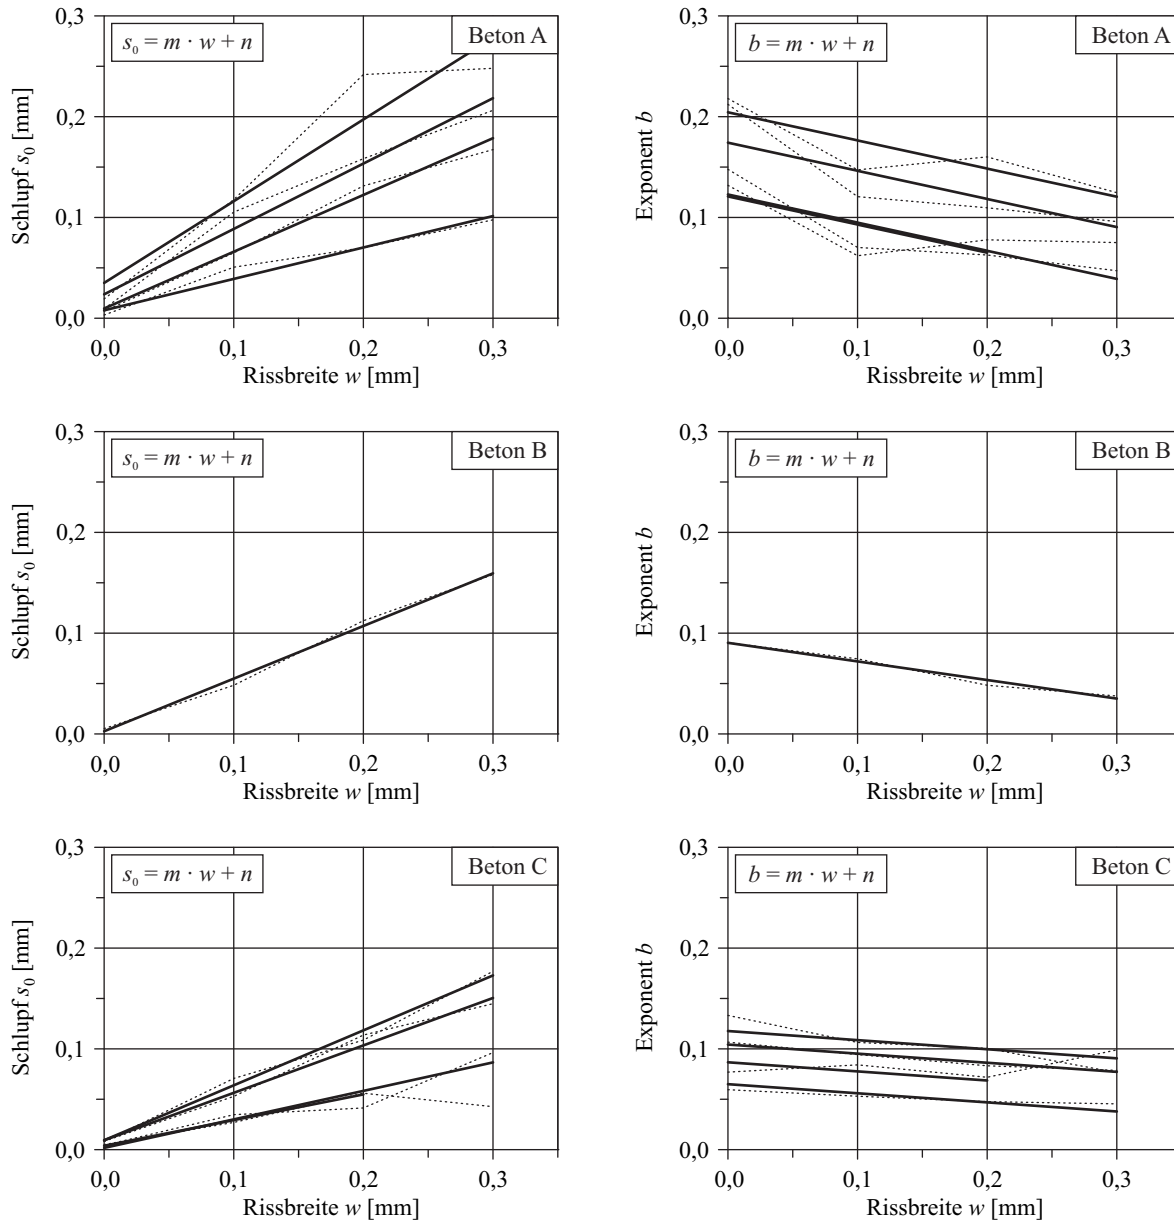 0,3
s₀ = m · w + n
Beton A
0,2
Schlupf s₀ [mm]
0,1
0,0
0,0 0,1 0,2 0,3
Rissbreite w [mm]
0,3
b = m · w + n
Beton A
0,2
Exponent b
0,1
0,0
0,0 0,1 0,2 0,3
Rissbreite w [mm]
0,3
s₀ = m · w + n
Beton B
0,2
Schlupf s₀ [mm]
0,1
0,0
0,0 0,1 0,2 0,3
Rissbreite w [mm]
0,3
b = m · w + n
Beton B
0,2
Exponent b
0,1
0,0
0,0 0,1 0,2 0,3
Rissbreite w [mm]
0,3
s₀ = m · w + n
Beton C
0,2
Schlupf s₀ [mm]
0,1
0,0
0,0 0,1 0,2 0,3
Rissbreite w [mm]
0,3
b = m · w + n
Beton C
0,2
Exponent b
0,1
0,0
0,0 0,1 0,2 0,3
Rissbreite w [mm]